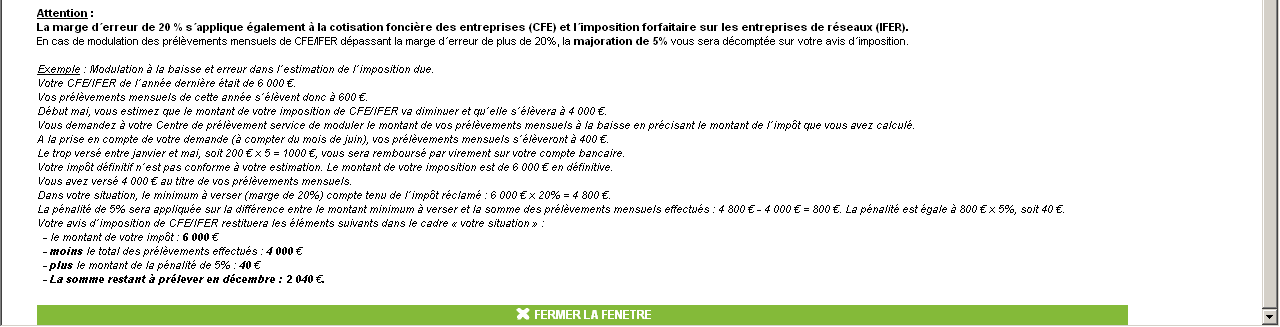 Attention :
La marge d´erreur de 20 % s´applique également à la cotisation foncière des entreprises (CFE) et l´imposition forfaitaire sur les entreprises de réseaux (IFER).
En cas de modulation des prélèvements mensuels de CFE/IFER dépassant la marge d´erreur de plus de 20%, la majoration de 5% vous sera décomptée sur votre avis d´imposition.
Exemple : Modulation à la baisse et erreur dans l´estimation de l´imposition due.
Votre CFE/IFER de l´année dernière était de 6 000 €.
Vos prélèvements mensuels de cette année s´élèvent donc à 600 €.
Début mai, vous estimez que le montant de votre imposition de CFE/IFER va diminuer et qu´elle s´élèvera à 4 000 €.
Vous demandez à votre Centre de prélèvement service de moduler le montant de vos prélèvements mensuels à la baisse en précisant le montant de l´impôt que vous avez calculé.
A la prise en compte de votre demande (à compter du mois de juin), vos prélèvements mensuels s´élèveront à 400 €.
Le trop versé entre janvier et mai, soit 200 € x 5 = 1000 €, vous sera remboursé par virement sur votre compte bancaire.
Votre impôt définitif n´est pas conforme à votre estimation. Le montant de votre imposition est de 6 000 € en définitive.
Vous avez versé 4 000 € au titre de vos prélèvements mensuels.
Dans votre situation, le minimum à verser (marge de 20%) compte tenu de l´impôt réclamé : 6 000 € x 20% = 4 800 €.
La pénalité de 5% sera appliquée sur la différence entre le montant minimum à verser et la somme des prélèvements mensuels effectués : 4 800 € - 4 000 € = 800 €. La pénalité est égale à 800 € x 5%, soit 40 €.
Votre avis d´imposition de CFE/IFER restituera les éléments suivants dans le cadre « votre situation » :
- le montant de votre impôt : 6 000 €
- moins le total des prélèvements effectués : 4 000 €
- plus le montant de la pénalité de 5% : 40 €
- La somme restant à prélever en décembre : 2 040 €.
FERMER LA FENETRE